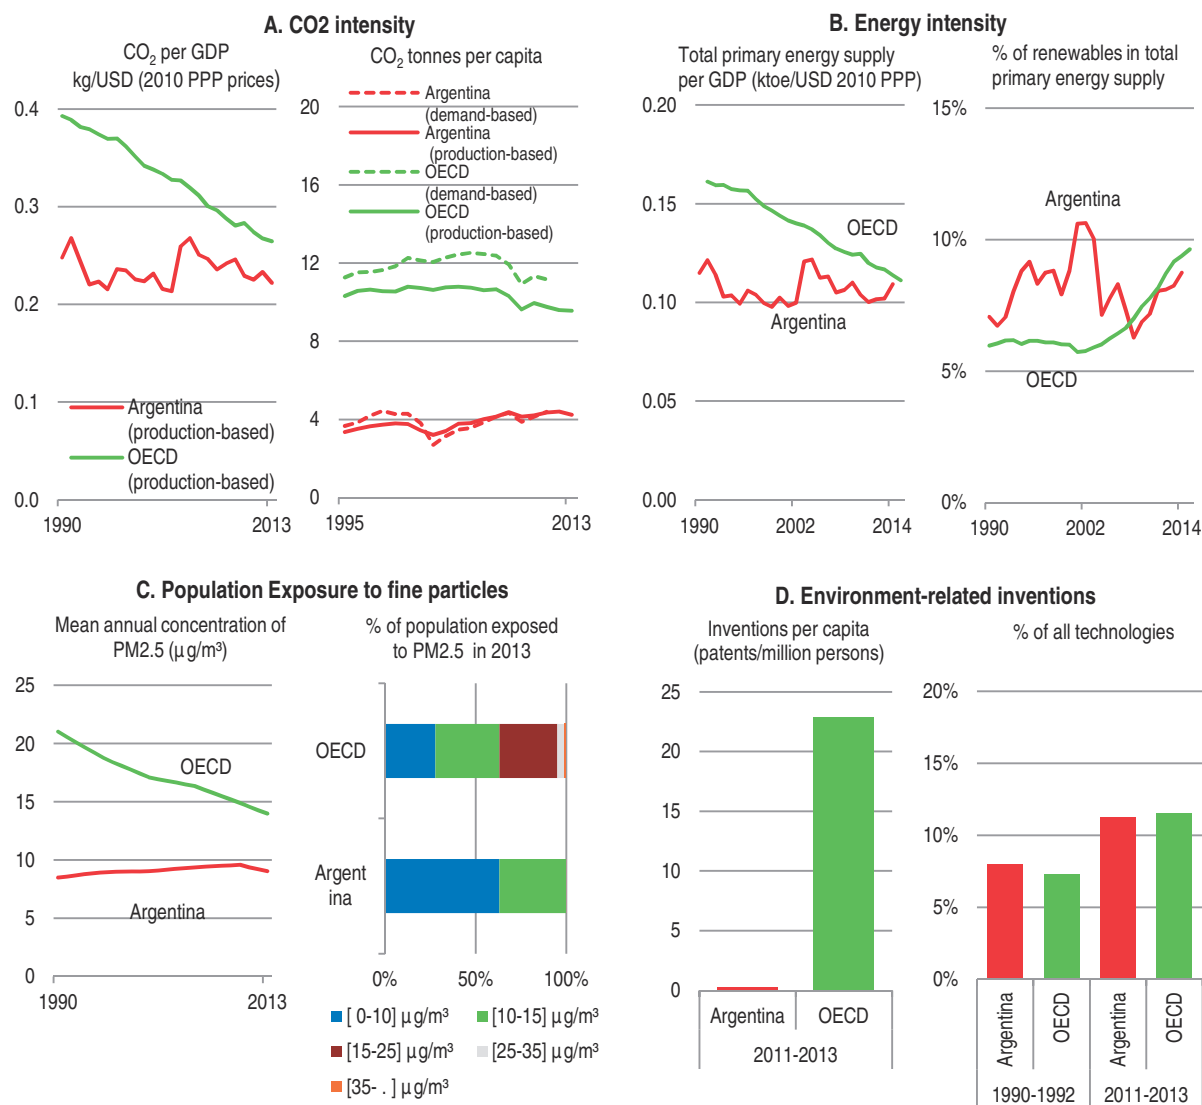 A. CO2 intensity
CO₂ per GDP
kg/USD (2010 PPP prices)
0.4
0.3
0.2
0.1
0.0
Argentina
(production-based)
OECD
(production-based)
1990
2013
CO₂ tonnes per capita
20
16
12
8
4
0
Argentina
(demand-based)
Argentina
(production-based)
OECD
(demand-based)
OECD
(production-based)
1995
2013
B. Energy intensity
Total primary energy supply
per GDP (ktoe/USD 2010 PPP)
0.20
0.15
0.10
0.05
0.00
OECD
Argentina
1990
2002
2014
% of renewables in total
primary energy supply
15%
10%
5%
0%
Argentina
OECD
1990
2002
2014
C. Population Exposure to fine particles
Mean annual concentration of
PM2.5 (µg/m³)
25
20
15
10
5
0
OECD
Argentina
1990
2013
% of population exposed
to PM2.5 in 2013
OECD
Argent
ina
0%
50%
100%
[ 0-10] µg/m³
[10-15] µg/m³
[15-25] µg/m³
[25-35] µg/m³
[35- . ] µg/m³
D. Environment-related inventions
Inventions per capita
(patents/million persons)
25
20
15
10
5
0
Argentina
OECD
2011-2013
% of all technologies
20%
15%
10%
5%
0%
Argentina
OECD
Argentina
OECD
1990-1992
2011-2013